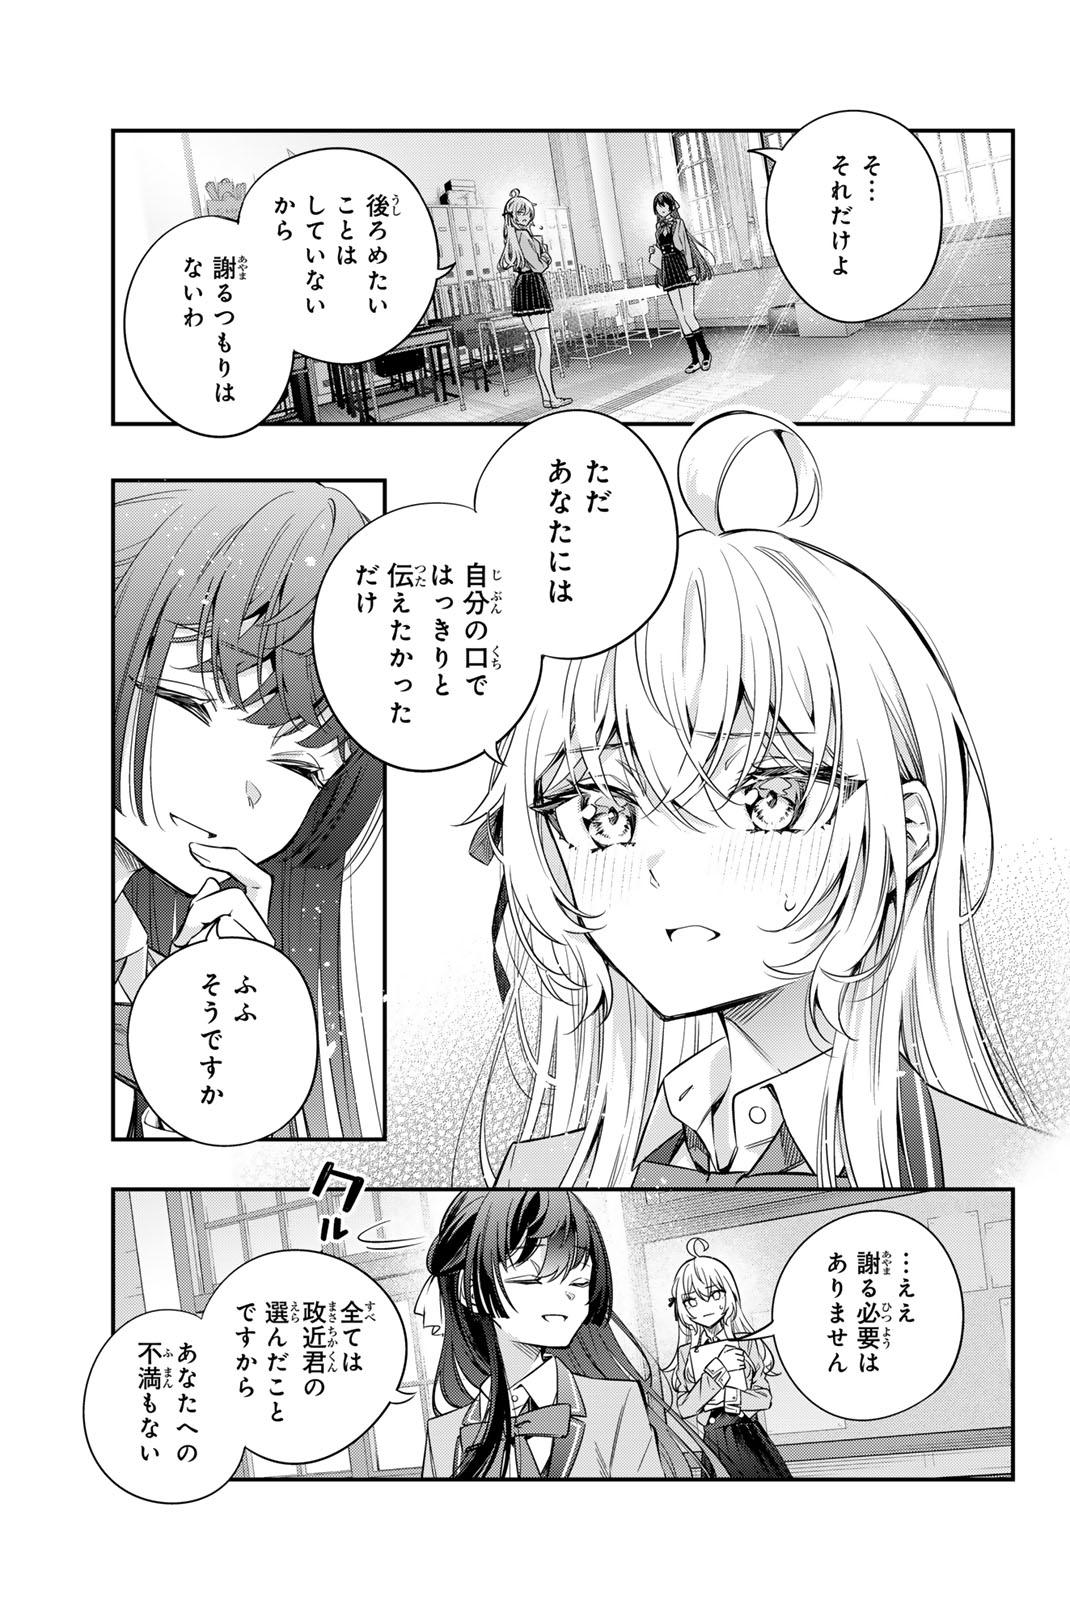 そ…
それだけよ
後ろめたい
ことは
していない
から
謝るつもりは
ないわ
ただ
あなたには
自分の口で
はっきりと
伝えたかった
だけ
ふふ
そうですか
クルッ
…ええ
謝る必要は
ありません
全ては
政近君の
選んだこと
ですから
あなたへの
不満もない